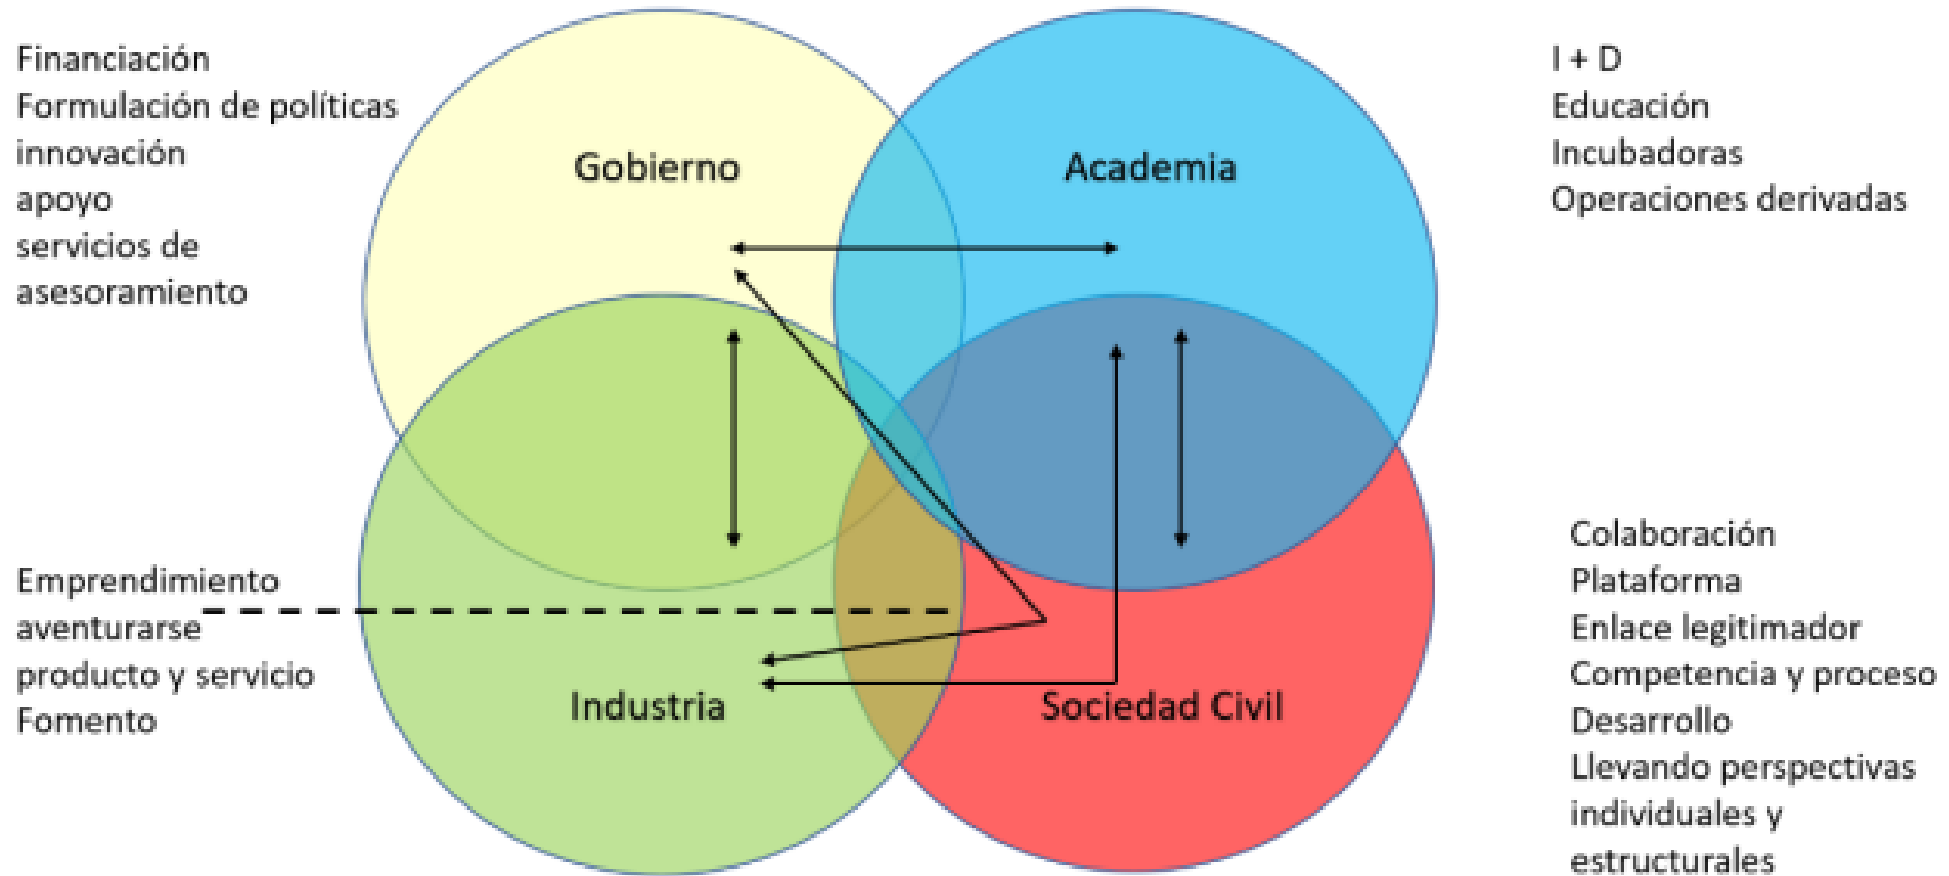 Financiación
Formulación de políticas
innovación
apoyo
servicios de
asesoramiento
Gobierno
Academia
I + D
Educación
Incubadoras
Operaciones derivadas
Emprendimiento
aventurarse
producto y servicio
Fomento
Industria
Sociedad Civil
Colaboración
Plataforma
Enlace legitimador
Competencia y proceso
Desarrollo
Llevando perspectivas
individuales y
estructurales